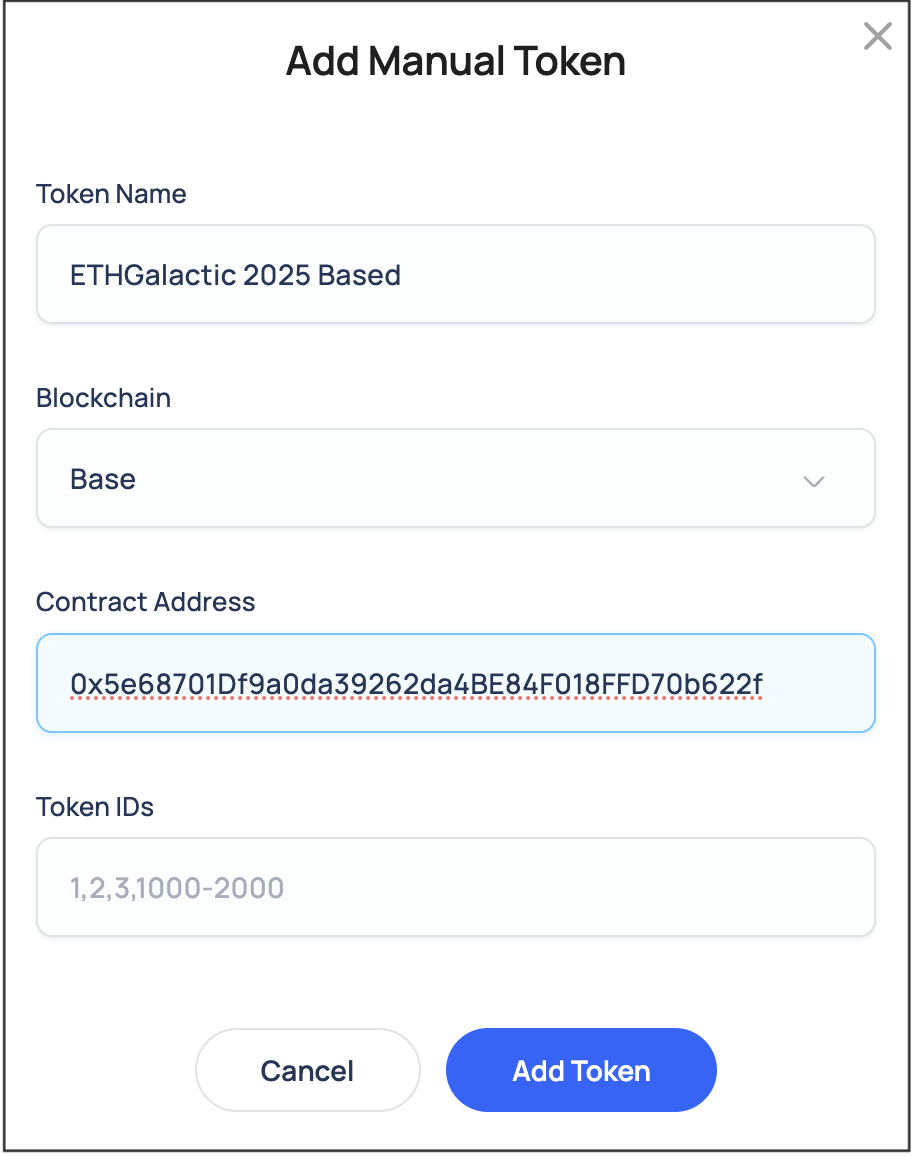 Add Manual Token
Token Name
ETHGalactic 2025 Based
Blockchain
Base
Contract Address
0x5e68701Df9a0da39262da4BE84F018FFD70b622f
Token IDs
1,2,3,1000-2000
Cancel
Add Token